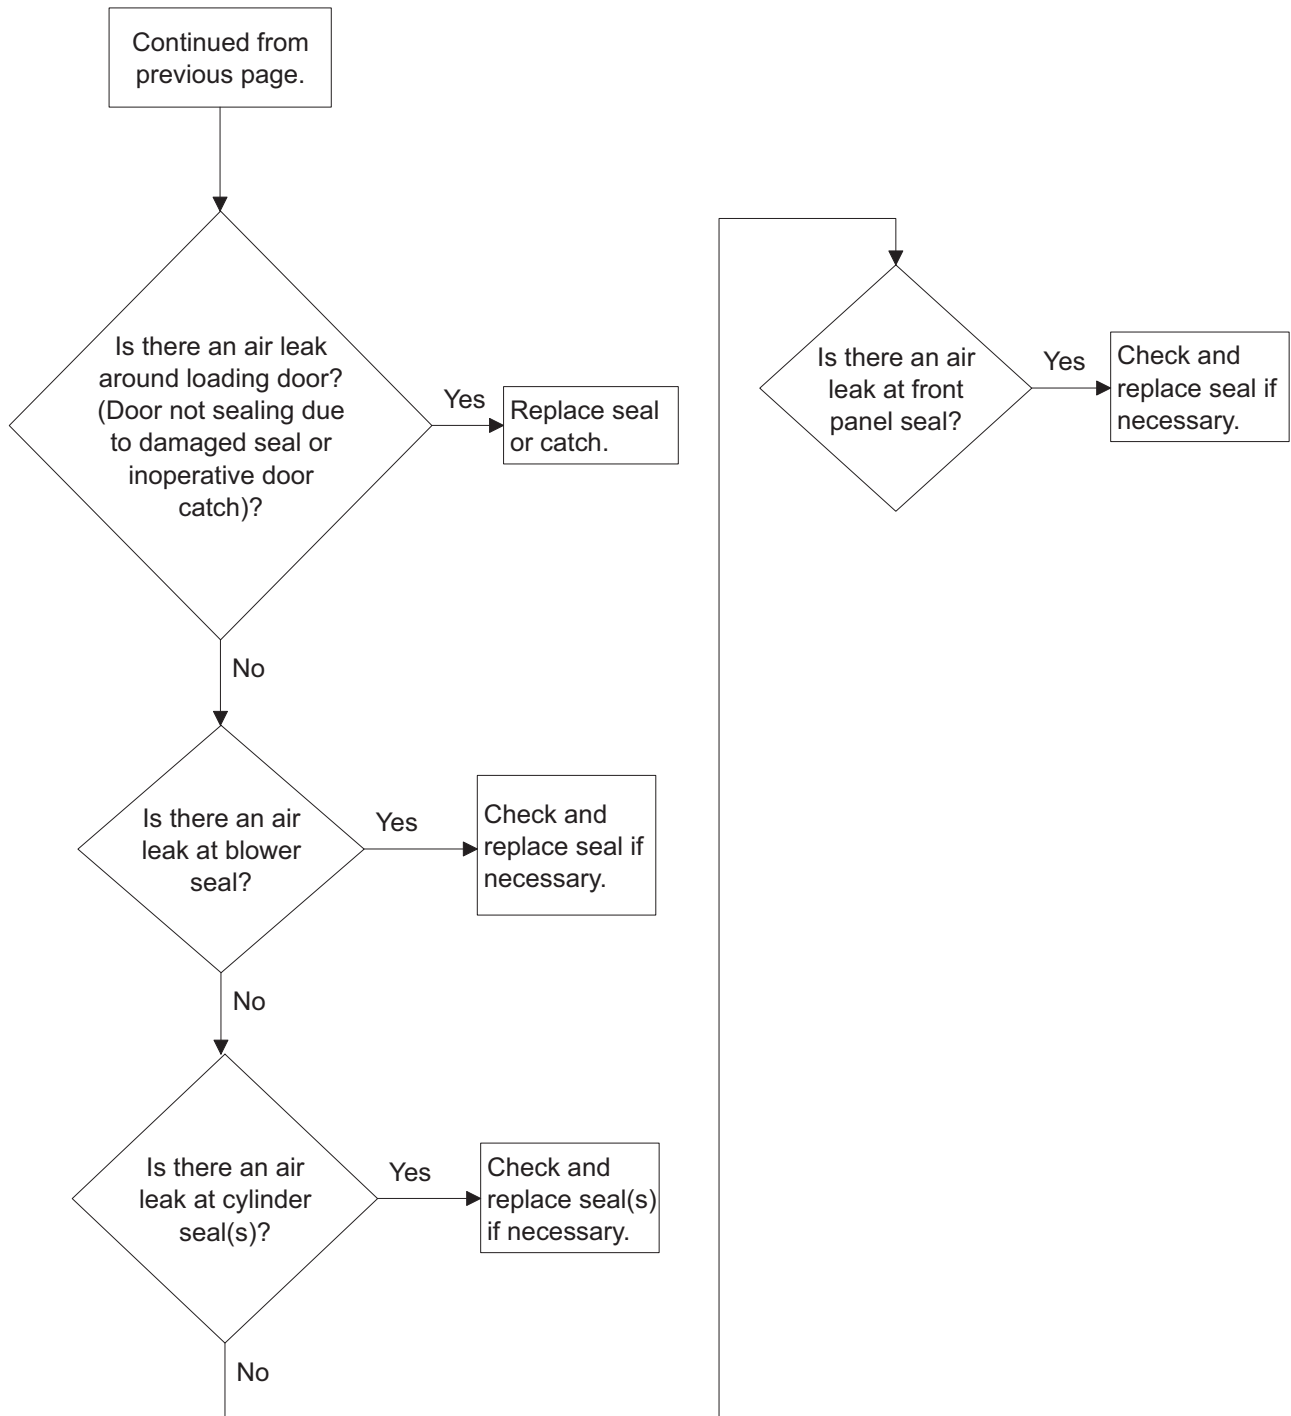 Continued from
previous page.
Is there an air leak
around loading door?
(Door not sealing due
to damaged seal or
inoperative door
catch)?
Yes
Replace seal
or catch.
No
Is there an air
leak at blower
seal?
Yes
Check and
replace seal if
necessary.
No
Is there an air
leak at cylinder
seal(s)?
Yes
Check and
replace seal(s)
if necessary.
No
Is there an air
leak at front
panel seal?
Yes
Check and
replace seal if
necessary.